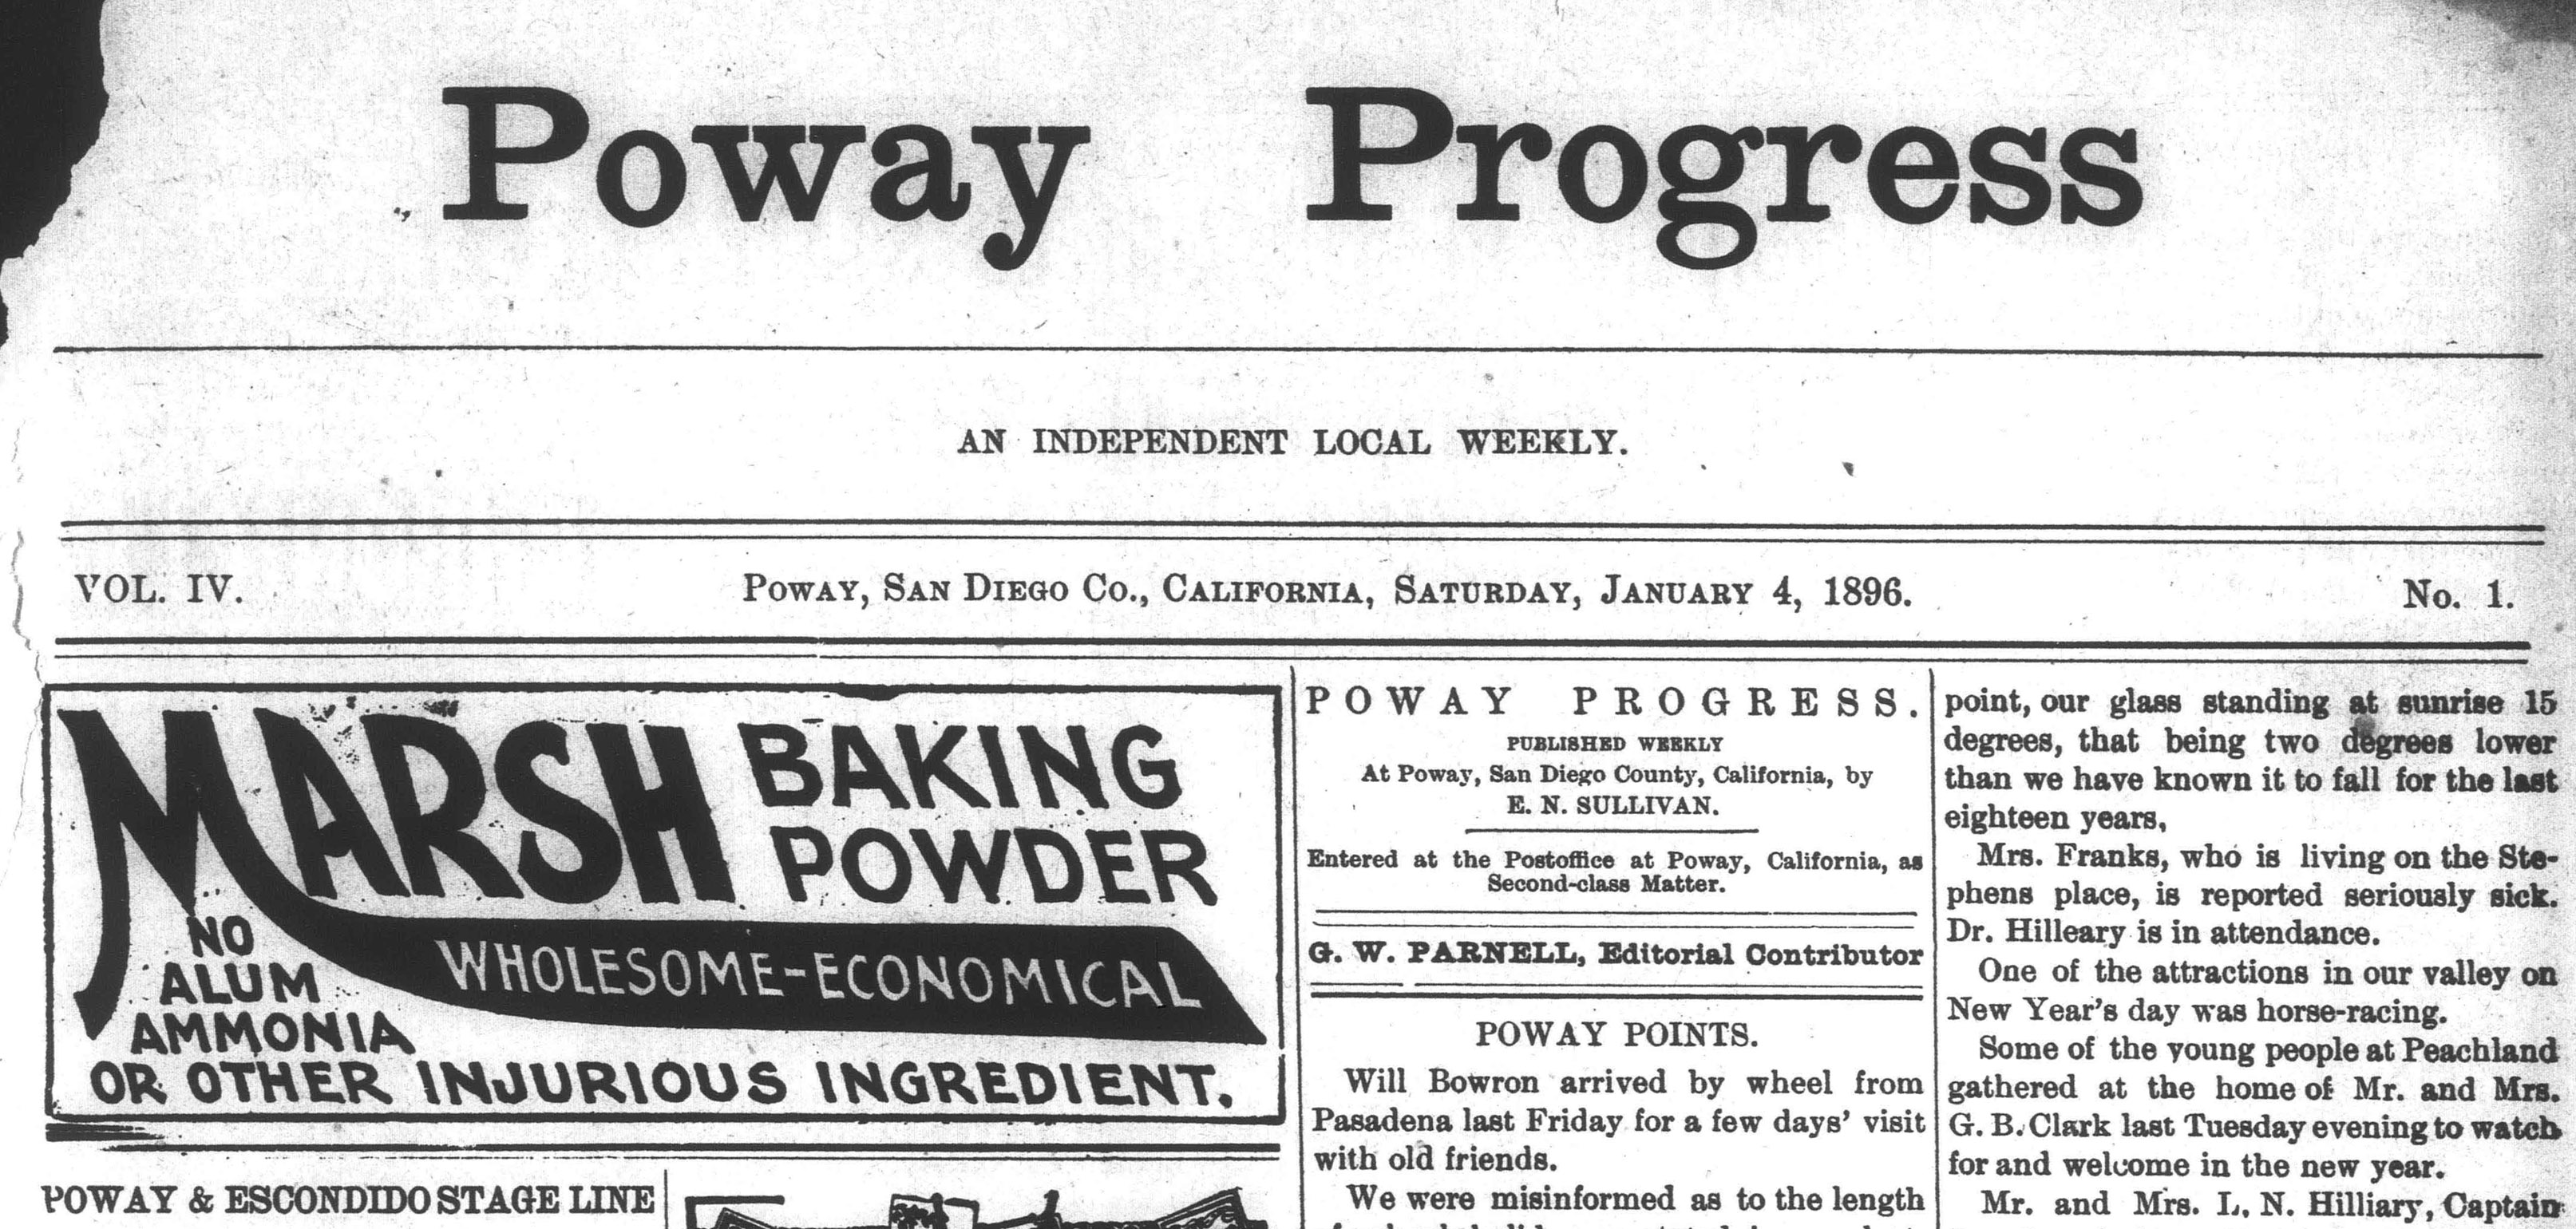 Poway Progress
AN INDEPENDENT LOCAL WEEKLY.
VOL. IV.
POWAY, SAN DIEGO CO., CALIFORNIA, SATURDAY, JANUARY 4, 1896.
No. 1.
MARSH BAKING
POWDER
WHOLESOME-ECONOMICAL
NO
ALUM
AMMONIA
OR OTHER INJURIOUS INGREDIENT.
POWAY & ESCONDIDO STAGE LINE
POWAY PROGRESS.
PUBLISHED WEEKLY
At Poway, San Diego County, California, by
E. N. SULLIVAN.
Entered at the Postoffice at Poway, California, as
Second-class Matter.
G. W. PARNELL, Editorial Contributor
POWAY POINTS.
Will Bowron arrived by wheel from
Pasadena last Friday for a few days' visit
with old friends.
We were misinformed as to the length
point, our glass standing at sunrise 15
degrees, that being two degrees lower
than we have known it to fall for the last
eighteen years,
Mrs. Franks, who is living on the Ste-
phens place, is reported seriously sick.
Dr. Hilleary is in attendance.
One of the attractions in our valley on
New Year's day was horse-racing.
Some of the young people at Peachland
gathered at the home of Mr. and Mrs.
G. B. Clark last Tuesday evening to watch
for and welcome in the new year.
Mr. and Mrs. L. N. Hilliary, Captain